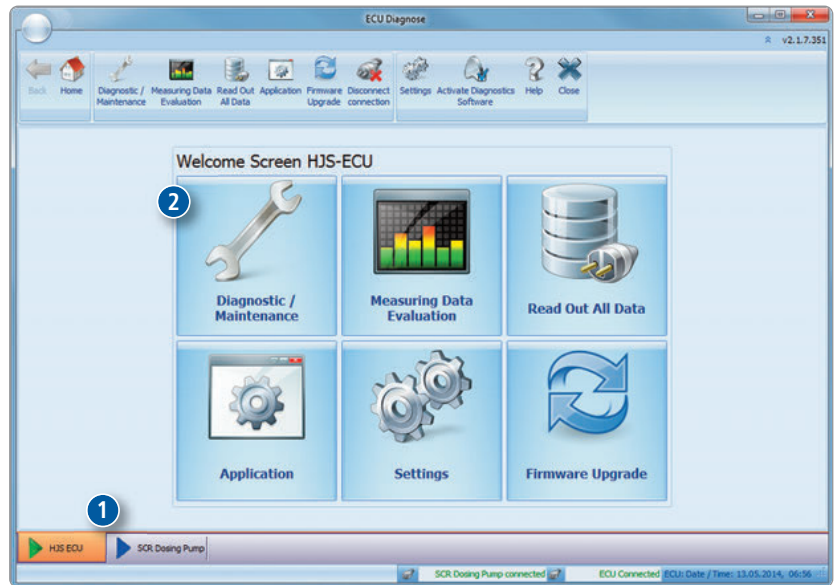 ECU Diagnose
v2.1.7.351
Back Home Diagnostic / Measuring Data Read Out Application Firmware Disconnect Settings Activate Diagnostics Help Close
Maintenance Evaluation All Data Upgrade connection Software
Welcome Screen HJS-ECU
2
Diagnostic / Measuring Data Read Out All Data
Maintenance Evaluation
Application Settings Firmware Upgrade
1
HJS ECU SCR Dosing Pump
SCR Dosing Pump connected ECU Connected ECU: Date / Time: 13.05.2014, 06:56